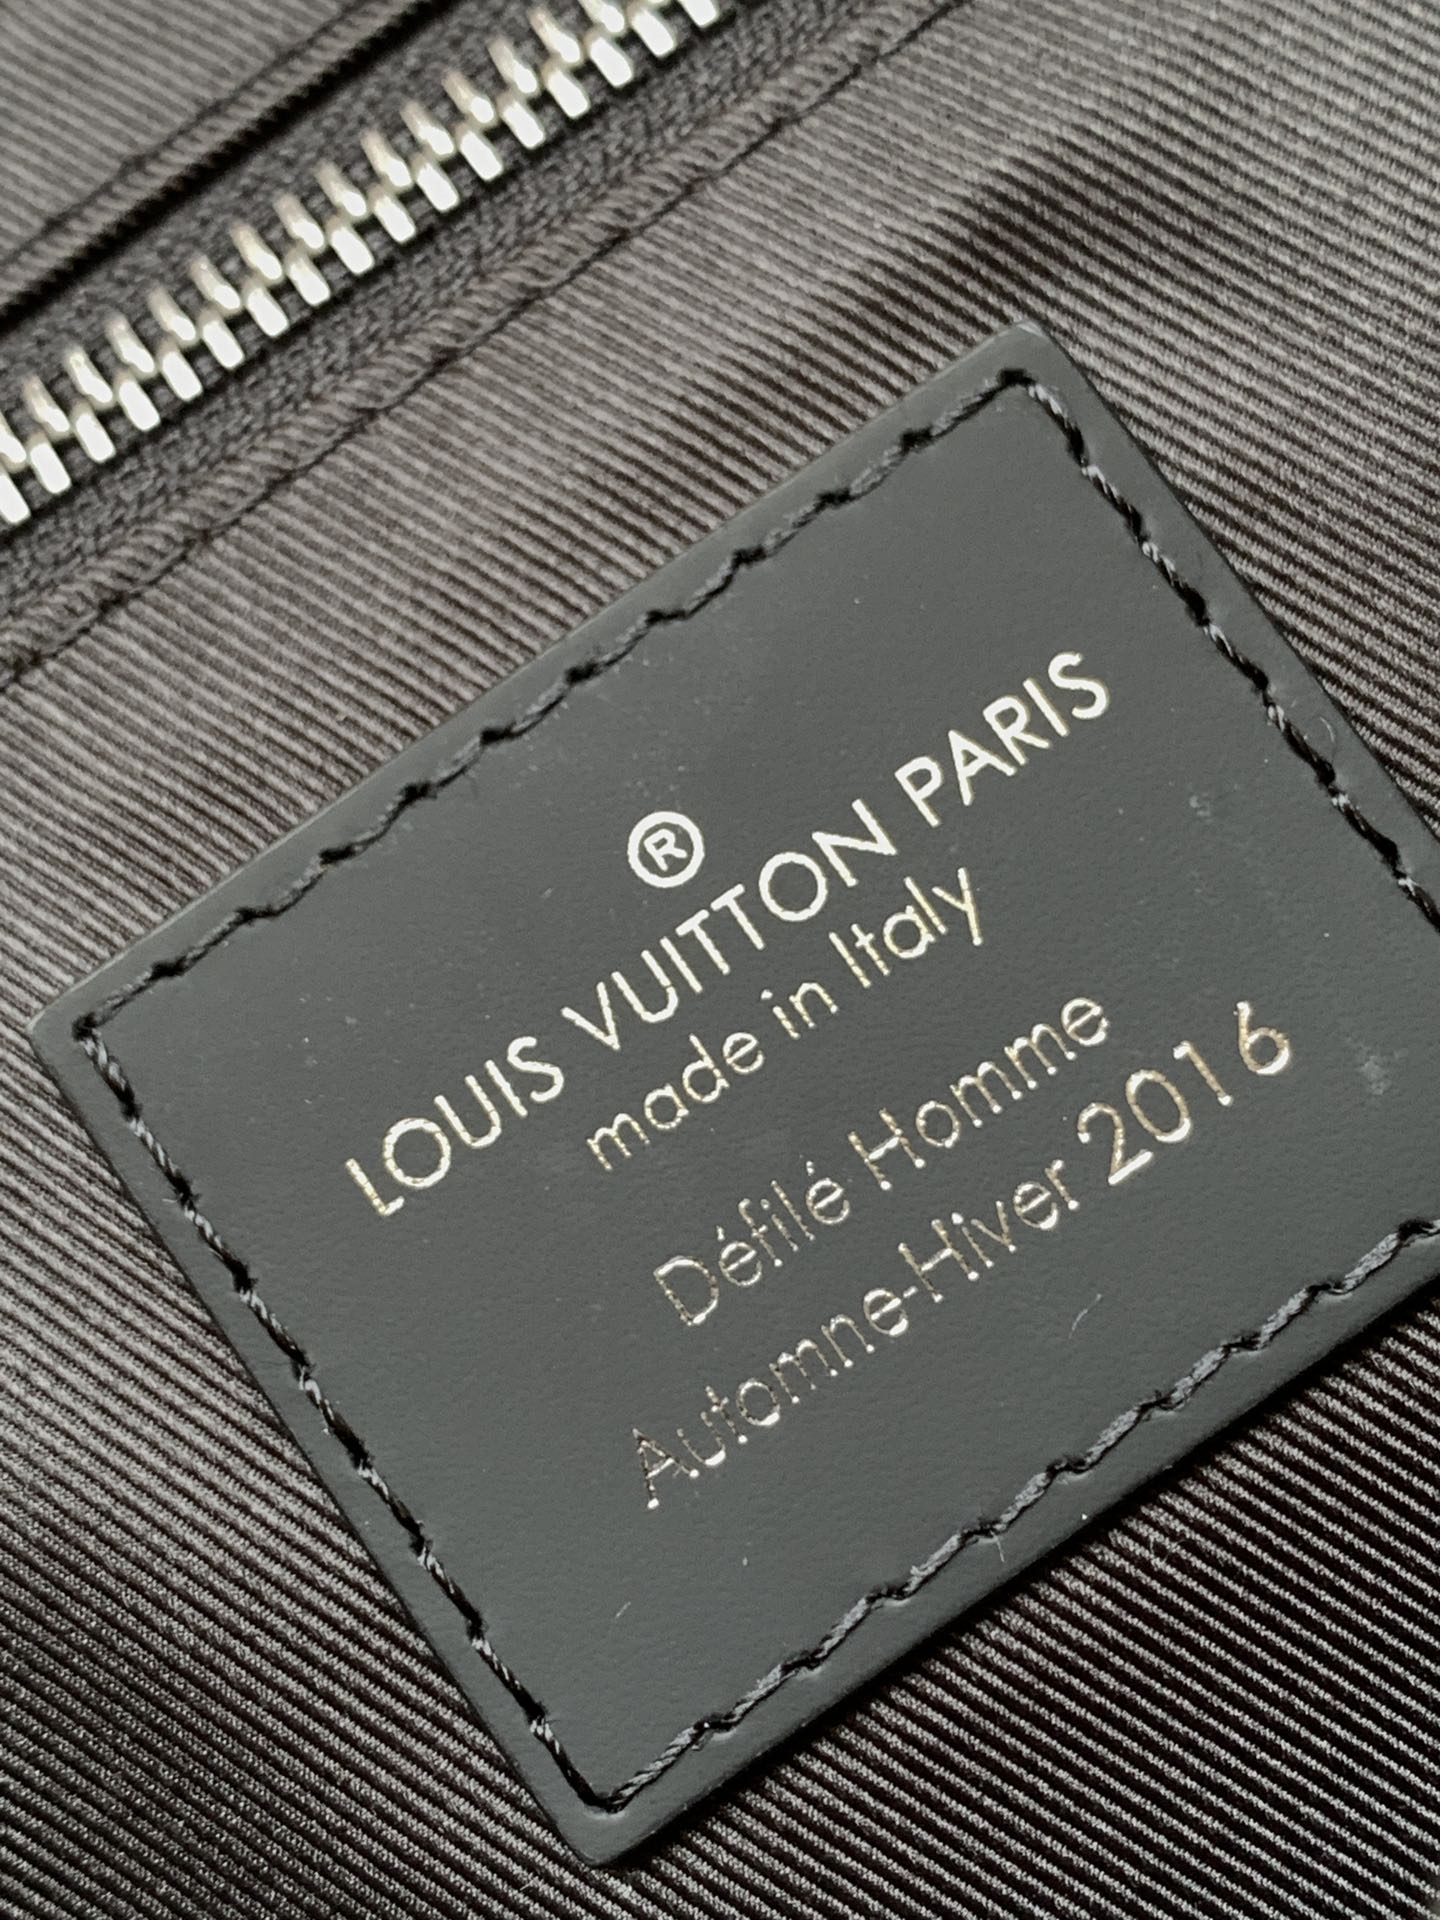 ®
LOUIS VUITTON PARIS
made in Italy
Défilé Homme
Automne-Hiver 2016